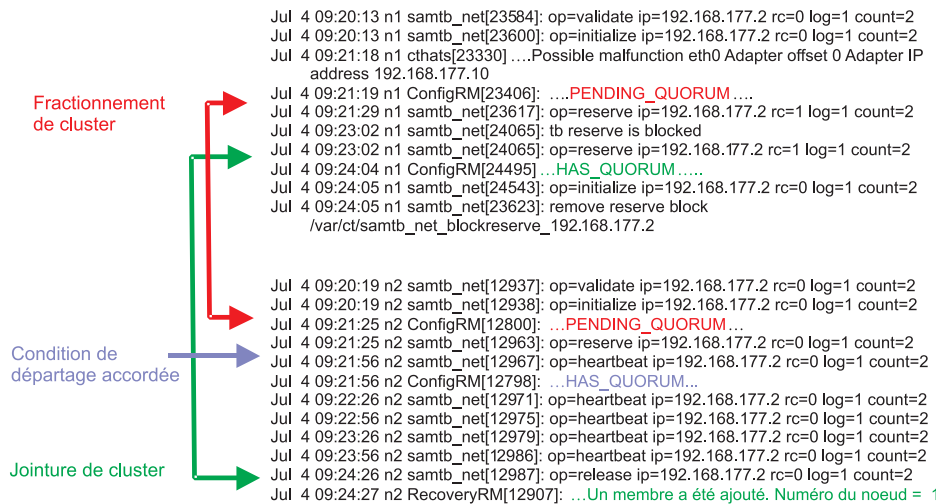 Jul 4 09:20:13 n1 samtb_net[23584]: op=validate ip=192.168.177.2 rc=0 log=1 count=2
Jul 4 09:20:13 n1 samtb_net[23600]: op=initialize ip=192.168.177.2 rc=0 log=1 count=2
Jul 4 09:21:18 n1 cthats[23330] ....Possible malfunction eth0 Adapter offset 0 Adapter IP
address 192.168.177.10
Jul 4 09:21:19 n1 ConfigRM[23406]: ....PENDING_QUORUM ....
Jul 4 09:21:29 n1 samtb_net[23617]: op=reserve ip=192.168.177.2 rc=1 log=1 count=2
Jul 4 09:23:02 n1 samtb_net[24065]: tb reserve is blocked
Jul 4 09:23:02 n1 samtb_net[24065]: op=reserve ip=192.168.177.2 rc=1 log=1 count=2
Jul 4 09:24:04 n1 ConfigRM[24495] ...HAS_QUORUM .....
Jul 4 09:24:05 n1 samtb_net[24543]: op=initialize ip=192.168.177.2 rc=0 log=1 count=2
Jul 4 09:24:05 n1 samtb_net[23623]: remove reserve block
/var/ct/samtb_net_blockreserve_192.168.177.2
Fractionnement
de cluster
Jul 4 09:20:19 n2 samtb_net[12937]: op=validate ip=192.168.177.2 rc=0 log=1 count=2
Jul 4 09:20:19 n2 samtb_net[12938]: op=initialize ip=192.168.177.2 rc=0 log=1 count=2
Jul 4 09:21:25 n2 ConfigRM[12800]: ...PENDING_QUORUM...
Jul 4 09:21:25 n2 samtb_net[12963]: op=reserve ip=192.168.177.2 rc=0 log=1 count=2
Jul 4 09:21:56 n2 samtb_net[12967]: op=heartbeat ip=192.168.177.2 rc=0 log=1 count=2
Jul 4 09:21:56 n2 ConfigRM[12798]: ...HAS_QUORUM...
Jul 4 09:22:26 n2 samtb_net[12971]: op=heartbeat ip=192.168.177.2 rc=0 log=1 count=2
Jul 4 09:22:56 n2 samtb_net[12975]: op=heartbeat ip=192.168.177.2 rc=0 log=1 count=2
Jul 4 09:23:26 n2 samtb_net[12979]: op=heartbeat ip=192.168.177.2 rc=0 log=1 count=2
Jul 4 09:23:56 n2 samtb_net[12986]: op=heartbeat ip=192.168.177.2 rc=0 log=1 count=2
Jul 4 09:24:26 n2 samtb_net[12987]: op=release ip=192.168.177.2 rc=0 log=1 count=2
Jul 4 09:24:27 n2 RecoveryRM[12907]: ...Un membre a été ajouté. Numéro du noeud = 1
Condition de
départage accordée
Jointure de cluster